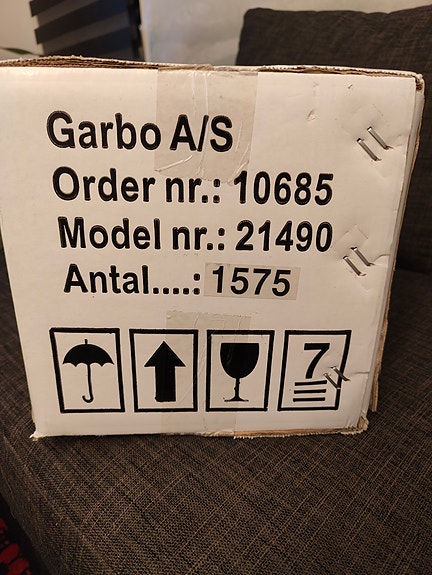 Garbo A/S
Order nr.: 10685
Model nr.: 21490
Antal....: 1575
7